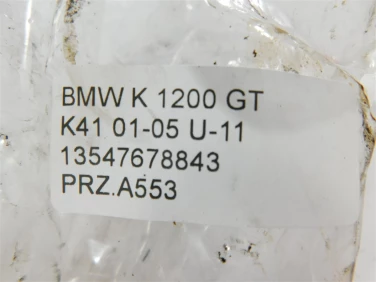 BMW K 1200 GT
K41 01-05 U-11
13547678843
PRZ.A553